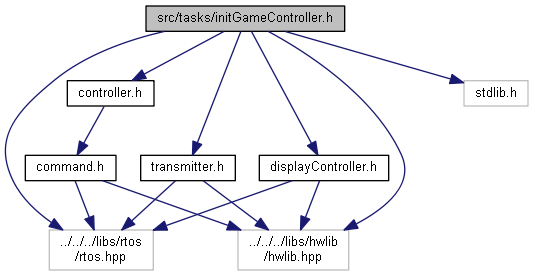 src/tasks/initGameController.h
controller.h
stdlib.h
command.h
transmitter.h
displayController.h
../../../libs/rtos
/rtos.hpp
../../../libs/hwlib
/hwlib.hpp